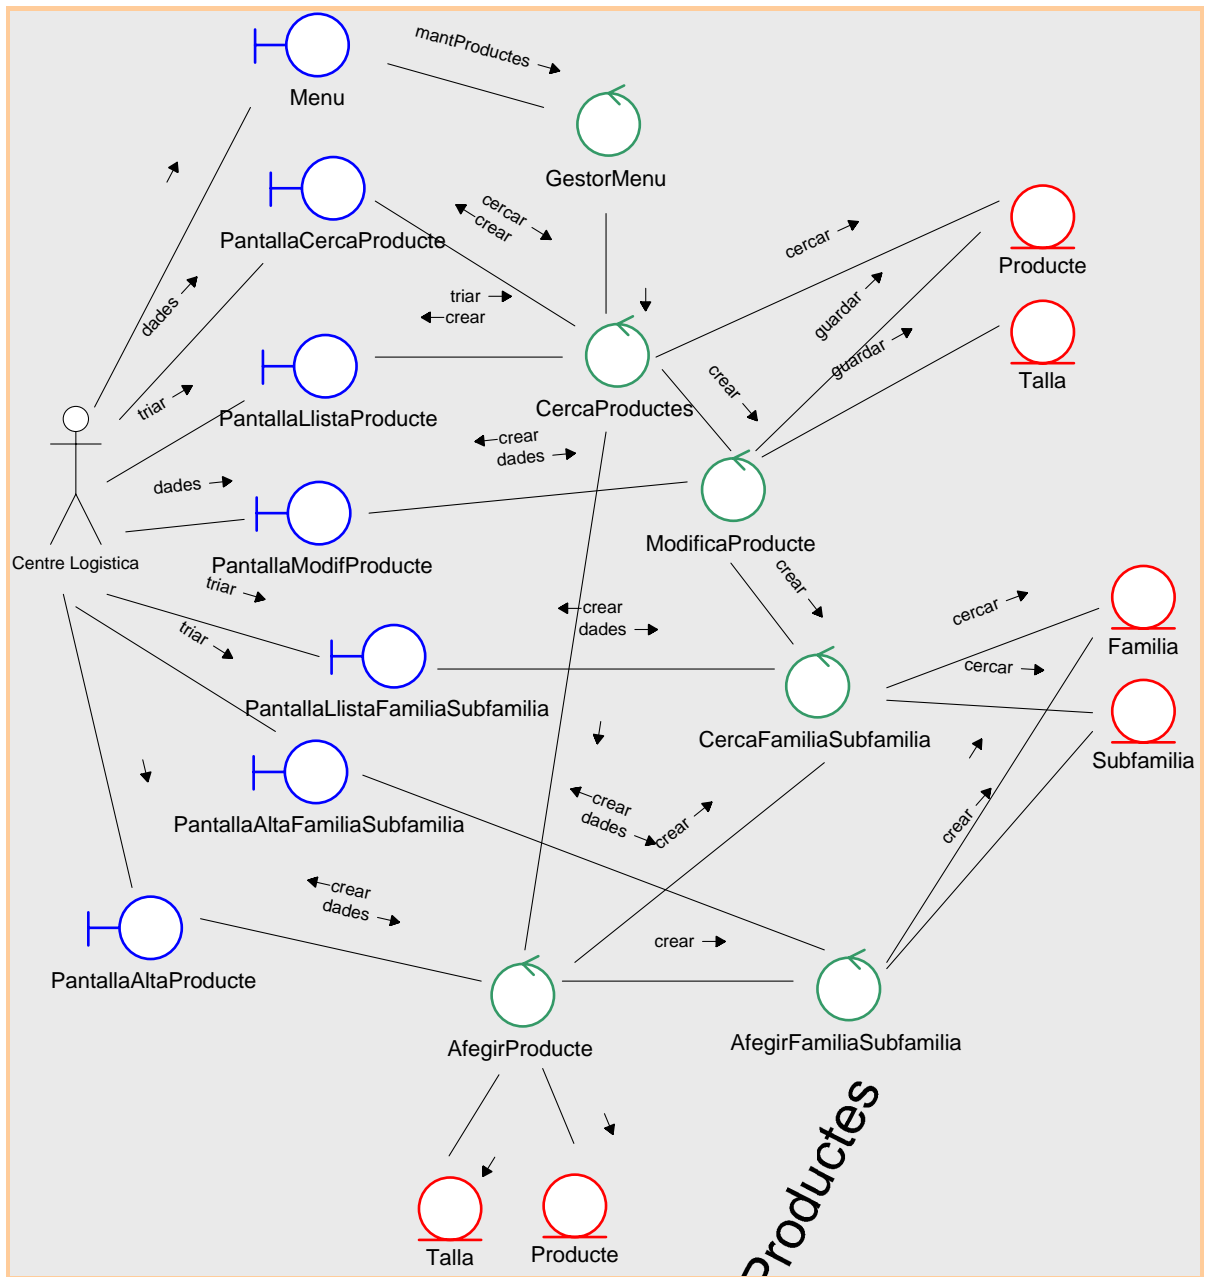 mantProductes
Menu
GestorMenu
cercar
crear
PantallaCercaProducte
cercar
Producte
dades
triar
crear
guardar
guardar
Talla
triar
PantallaLlistaProducte
CercaProductes
crear
crear
dades
dades
ModificaProducte
Centre Logistica
PantallaModifProducte
triar
crear
crear
dades
cercar
Familia
triar
cercar
PantallaLlistaFamiliaSubfamilia
CercaFamiliaSubfamilia
Subfamilia
crear
dades
crear
crear
PantallaAltaFamiliaSubfamilia
crear
dades
crear
PantallaAltaProducte
AfegirProducte
AfegirFamiliaSubfamilia
Productes
Talla
Producte